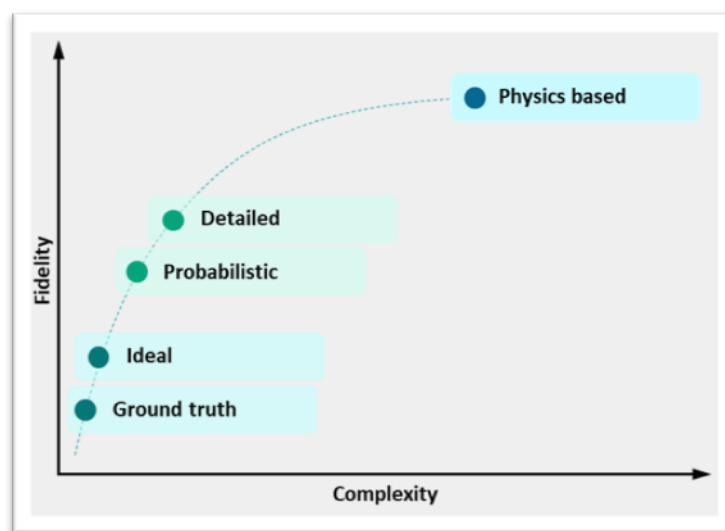 Physics based
Detailed
Probabilistic
Ideal
Ground truth
Fidelity
Complexity